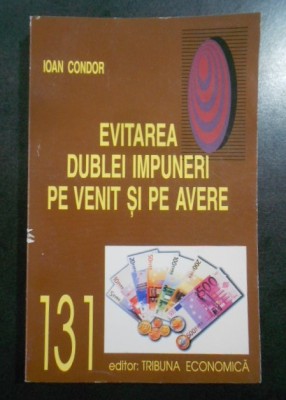 IOAN CONDOR
EVITAREA
DUBLEI IMPUNERI
PE VENIT ȘI PE AVERE
131
editor: TRIBUNA ECONOMICĂ